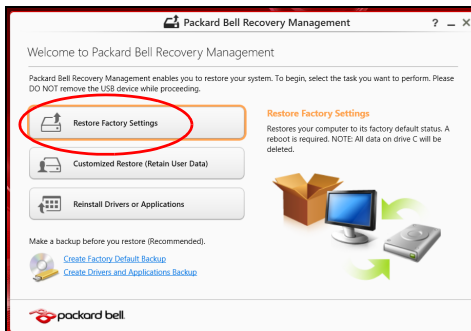 Packard Bell Recovery Management
Welcome to Packard Bell Recovery Management
Packard Bell Recovery Management enables you to restore your system. To begin, select the task you want to perform. Please
DO NOT remove the USB device while proceeding.
Restore Factory Settings
Customized Restore (Retain User Data)
Reinstall Drivers or Applications
Restore Factory Settings
Restores your computer to its factory default status. A
reboot is required. NOTE: All data on drive C will be
deleted.
Make a backup before you restore (Recommended).
Create Factory Default Backup
Create Drivers and Applications Backup
packard bell